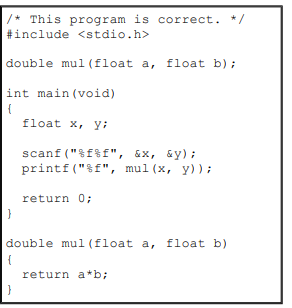 /* This program is correct. */
#include <stdio.h>

double mul(float a, float b);

int main(void)
{
  float x, y;

  scanf("%f%f", &x, &y);
  printf("%f", mul(x, y));

  return 0;
}

double mul(float a, float b)
{
  return a*b;
}